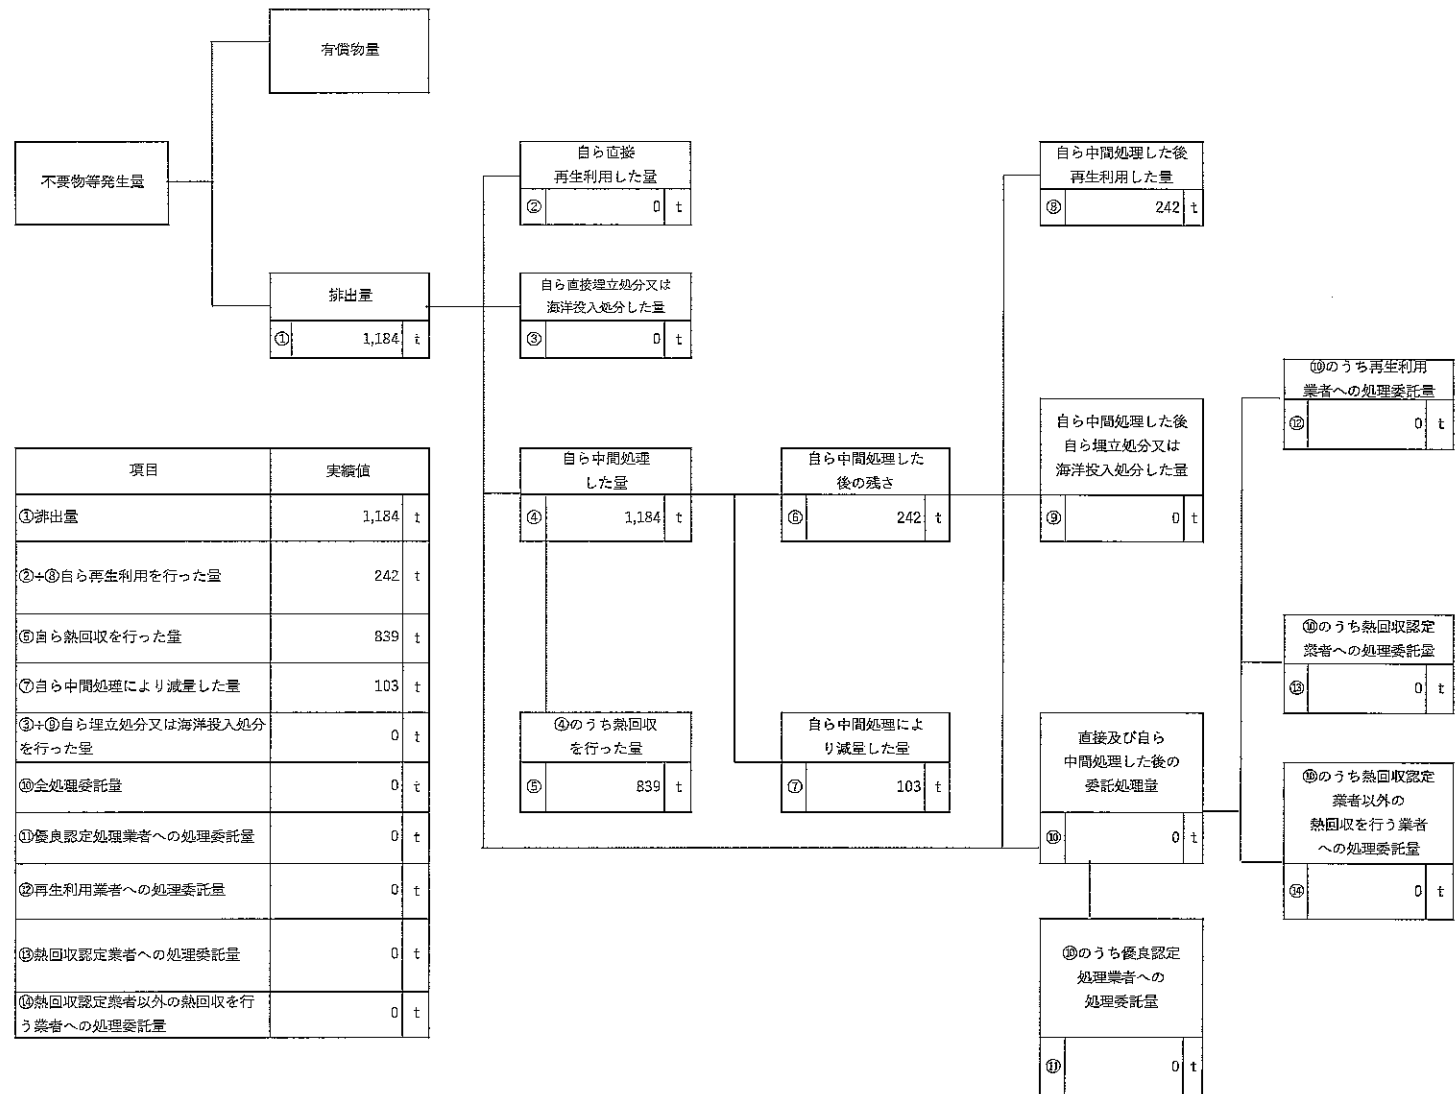 有償物量
不要物等発生量
排出量
① 1,184 t
自ら直接
再生利用した量
② 0 t
自ら直接埋立処分又は
海洋投入処分した量
③ 0 t
自ら中間処理
した量
④ 1,184 t
④のうち熱回収
を行った量
⑤ 839 t
自ら中間処理した
後の残さ
⑥ 242 t
自ら中間処理によ
り減量した量
⑦ 103 t
自ら中間処理した後
再生利用した量
⑧ 242 t
自ら中間処理した後
自ら埋立処分又は
海洋投入処分した量
⑨ 0 t
直接及び自ら
中間処理した後の
委託処理量
⑩ 0 t
⑩のうち優良認定
処理業者への
処理委託量
⑪ 0 t
⑩のうち再生利用
業者への処理委託量
⑫ 0 t
⑩のうち熱回収認定
業者への処理委託量
⑬ 0 t
⑩のうち熱回収認定
業者以外の
熱回収を行う業者
への処理委託量
⑭ 0 t
項目 実績値
①排出量 1,184 t
②+⑧自ら再生利用を行った量 242 t
⑤自ら熱回収を行った量 839 t
⑦自ら中間処理により減量した量 103 t
③+⑨自ら埋立処分又は海洋投入処分
を行った量 0 t
⑩全処理委託量 0 t
⑪優良認定処理業者への処理委託量 0 t
⑫再生利用業者への処理委託量 0 t
⑬熱回収認定業者への処理委託量 0 t
⑭熱回収認定業者以外の熱回収を行
う業者への処理委託量 0 t